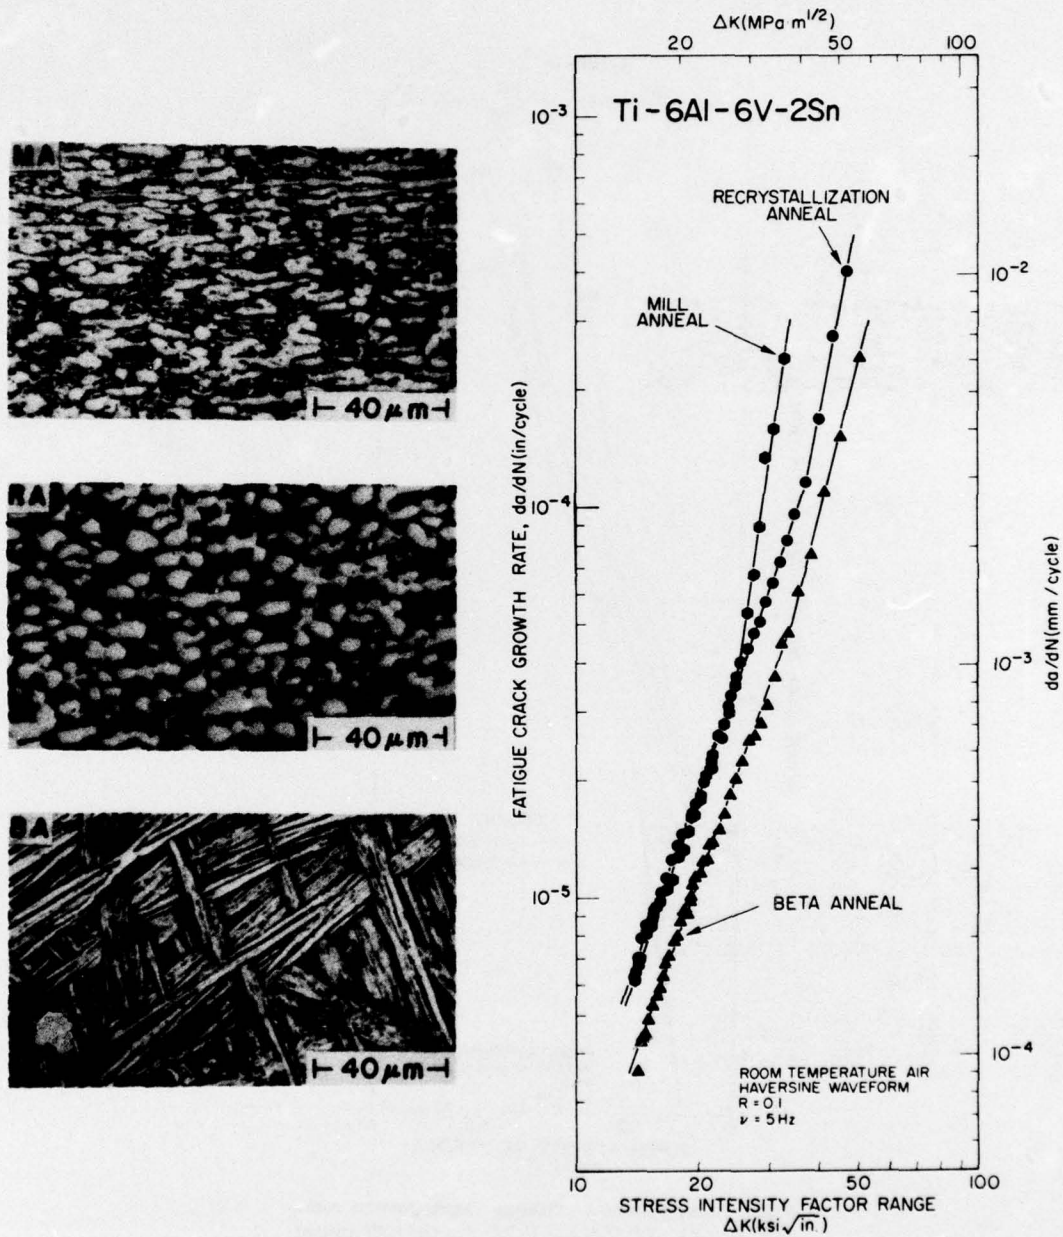 MA
40 μm
RA
40 μm
BA
40 μm
ΔK(MPa·m1/2)
20
50
100
10-3
Ti-6Al-6V-2Sn
RECRYSTALLIZATION
ANNEAL
MILL
ANNEAL
10-2
FATIGUE CRACK GROWTH RATE, da/dN(in/cycle)
10-4
da/dN(mm/cycle)
10-3
10-5
BETA ANNEAL
10-4
ROOM TEMPERATURE AIR
HAVERSINE WAVEFORM
R = 0.1
ν = 5Hz
10
20
50
100
STRESS INTENSITY FACTOR RANGE
ΔK(ksi√in.)